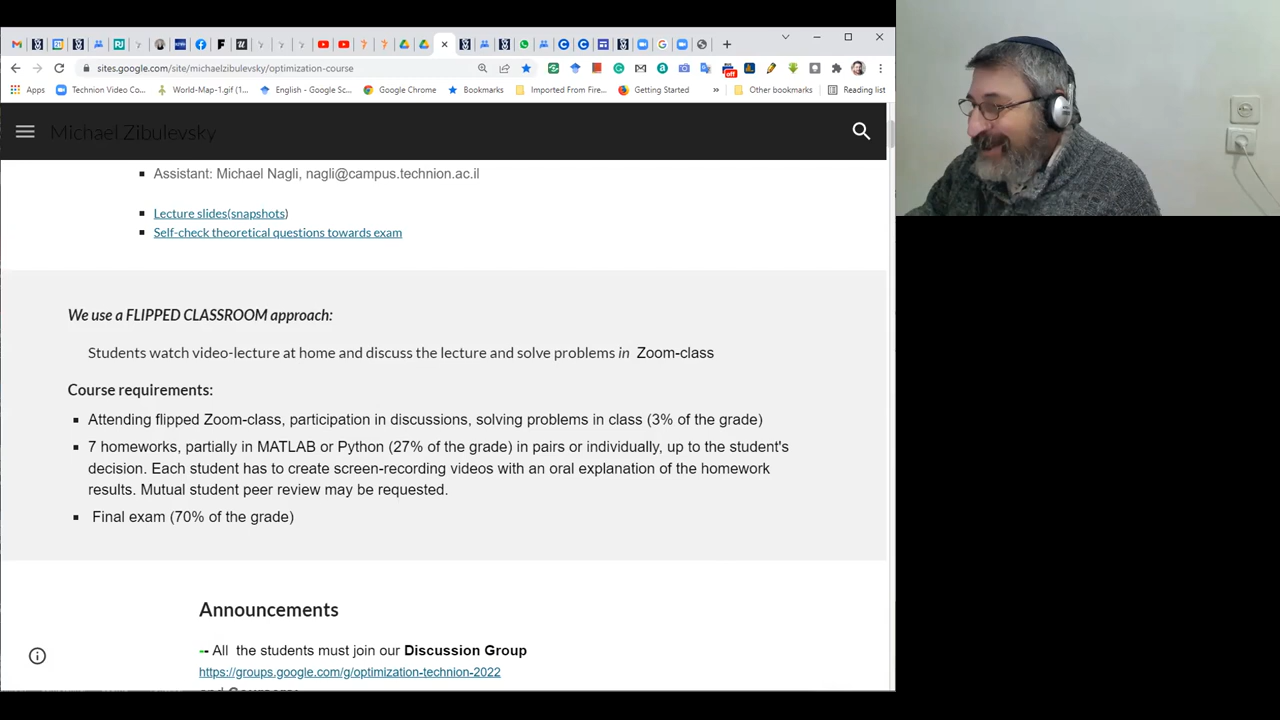 sites.google.com/site/michaelzibulevsky/optimization-course
Apps Technion Video Co... World-Map-1.gif (1... English - Google Sc... Google Chrome Bookmarks Imported From Fire... Getting Started » Other bookmarks Reading list
off
Michael Zibulevsky
Assistant: Michael Nagli, nagli@campus.technion.ac.il
Lecture slides(snapshots)
Self-check theoretical questions towards exam
We use a FLIPPED CLASSROOM approach:
Students watch video-lecture at home and discuss the lecture and solve problems in Zoom-class
Course requirements:
Attending flipped Zoom-class, participation in discussions, solving problems in class (3% of the grade)
7 homeworks, partially in MATLAB or Python (27% of the grade) in pairs or individually, up to the student's
decision. Each student has to create screen-recording videos with an oral explanation of the homework
results. Mutual student peer review may be requested.
Final exam (70% of the grade)
Announcements
-- All the students must join our Discussion Group
https://groups.google.com/g/optimization-technion-2022